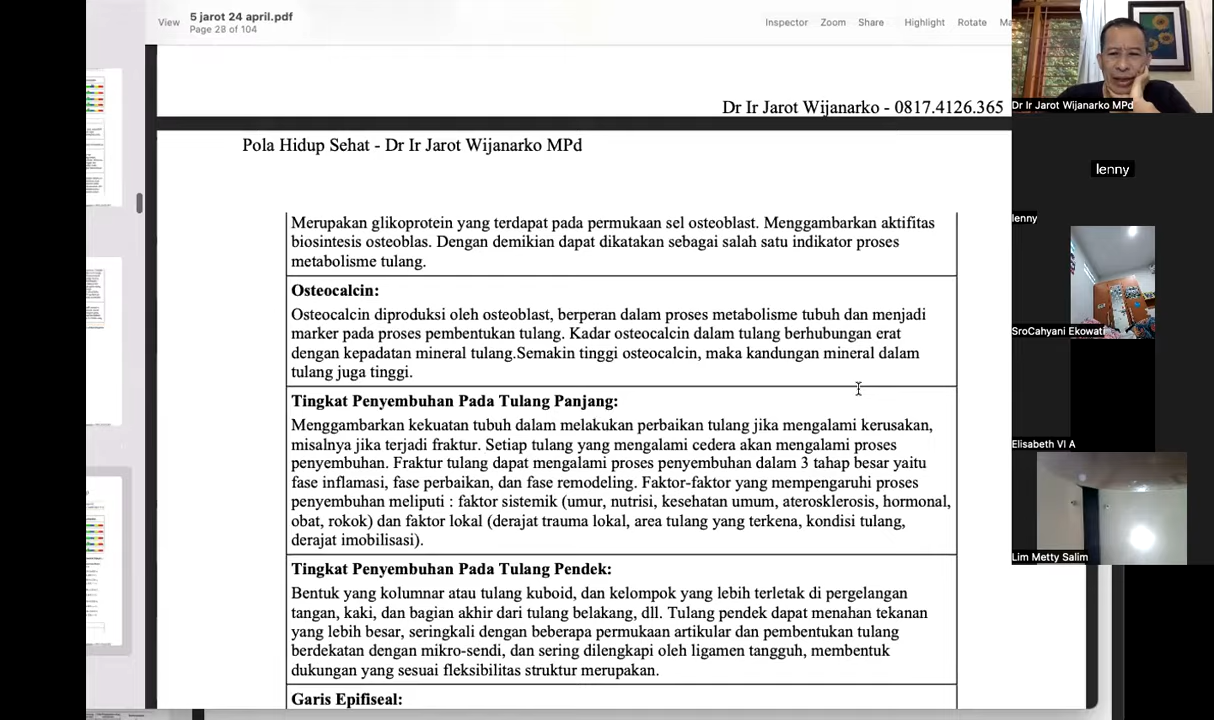 View
5 jarot 24 april.pdf
Page 28 of 104
Inspector
Zoom
Share
Highlight
Rotate
Dr Ir Jarot Wijanarko - 0817.4126.365
Pola Hidup Sehat - Dr Ir Jarot Wijanarko MPd
Merupakan glikoprotein yang terdapat pada permukaan sel osteoblast. Menggambarkan aktifitas
biosintesis osteoblas. Dengan demikian dapat dikatakan sebagai salah satu indikator proses
metabolisme tulang.
Osteocalcin:
Osteocalcin diproduksi oleh osteoblast, berperan dalam proses metabolisme tubuh dan menjadi
marker pada proses pembentukan tulang. Kadar osteocalcin dalam tulang berhubungan erat
dengan kepadatan mineral tulang.Semakin tinggi osteocalcin, maka kandungan mineral dalam
tulang juga tinggi.
Tingkat Penyembuhan Pada Tulang Panjang:
Menggambarkan kekuatan tubuh dalam melakukan perbaikan tulang jika mengalami kerusakan,
misalnya jika terjadi fraktur. Setiap tulang yang mengalami cedera akan mengalami proses
penyembuhan. Fraktur tulang dapat mengalami proses penyembuhan dalam 3 tahap besar yaitu
fase inflamasi, fase perbaikan, dan fase remodeling. Faktor-faktor yang mempengaruhi proses
penyembuhan meliputi : faktor sistemik (umur, nutrisi, kesehatan umum, aterosklerosis, hormonal,
obat, rokok) dan faktor lokal (derajat trauma lokal, area tulang yang terkena, kondisi tulang,
derajat imobilisasi).
Tingkat Penyembuhan Pada Tulang Pendek:
Bentuk yang kolumnar atau tulang kuboid, dan kelompok yang lebih terletak di pergelangan
tangan, kaki, dan bagian akhir dari tulang belakang, dll. Tulang pendek dapat menahan tekanan
yang lebih besar, seringkali dengan beberapa permukaan artikular dan pembentukan tulang
berdekatan dengan mikro-sendi, dan sering dilengkapi oleh ligamen tangguh, membentuk
dukungan yang sesuai fleksibilitas struktur merupakan.
Garis Epifiseal:
Dr Ir Jarot Wijanarko MPd
lenny
lenny
SroCahyani Ekowati
Elisabeth VI A
Lim Metty Salim